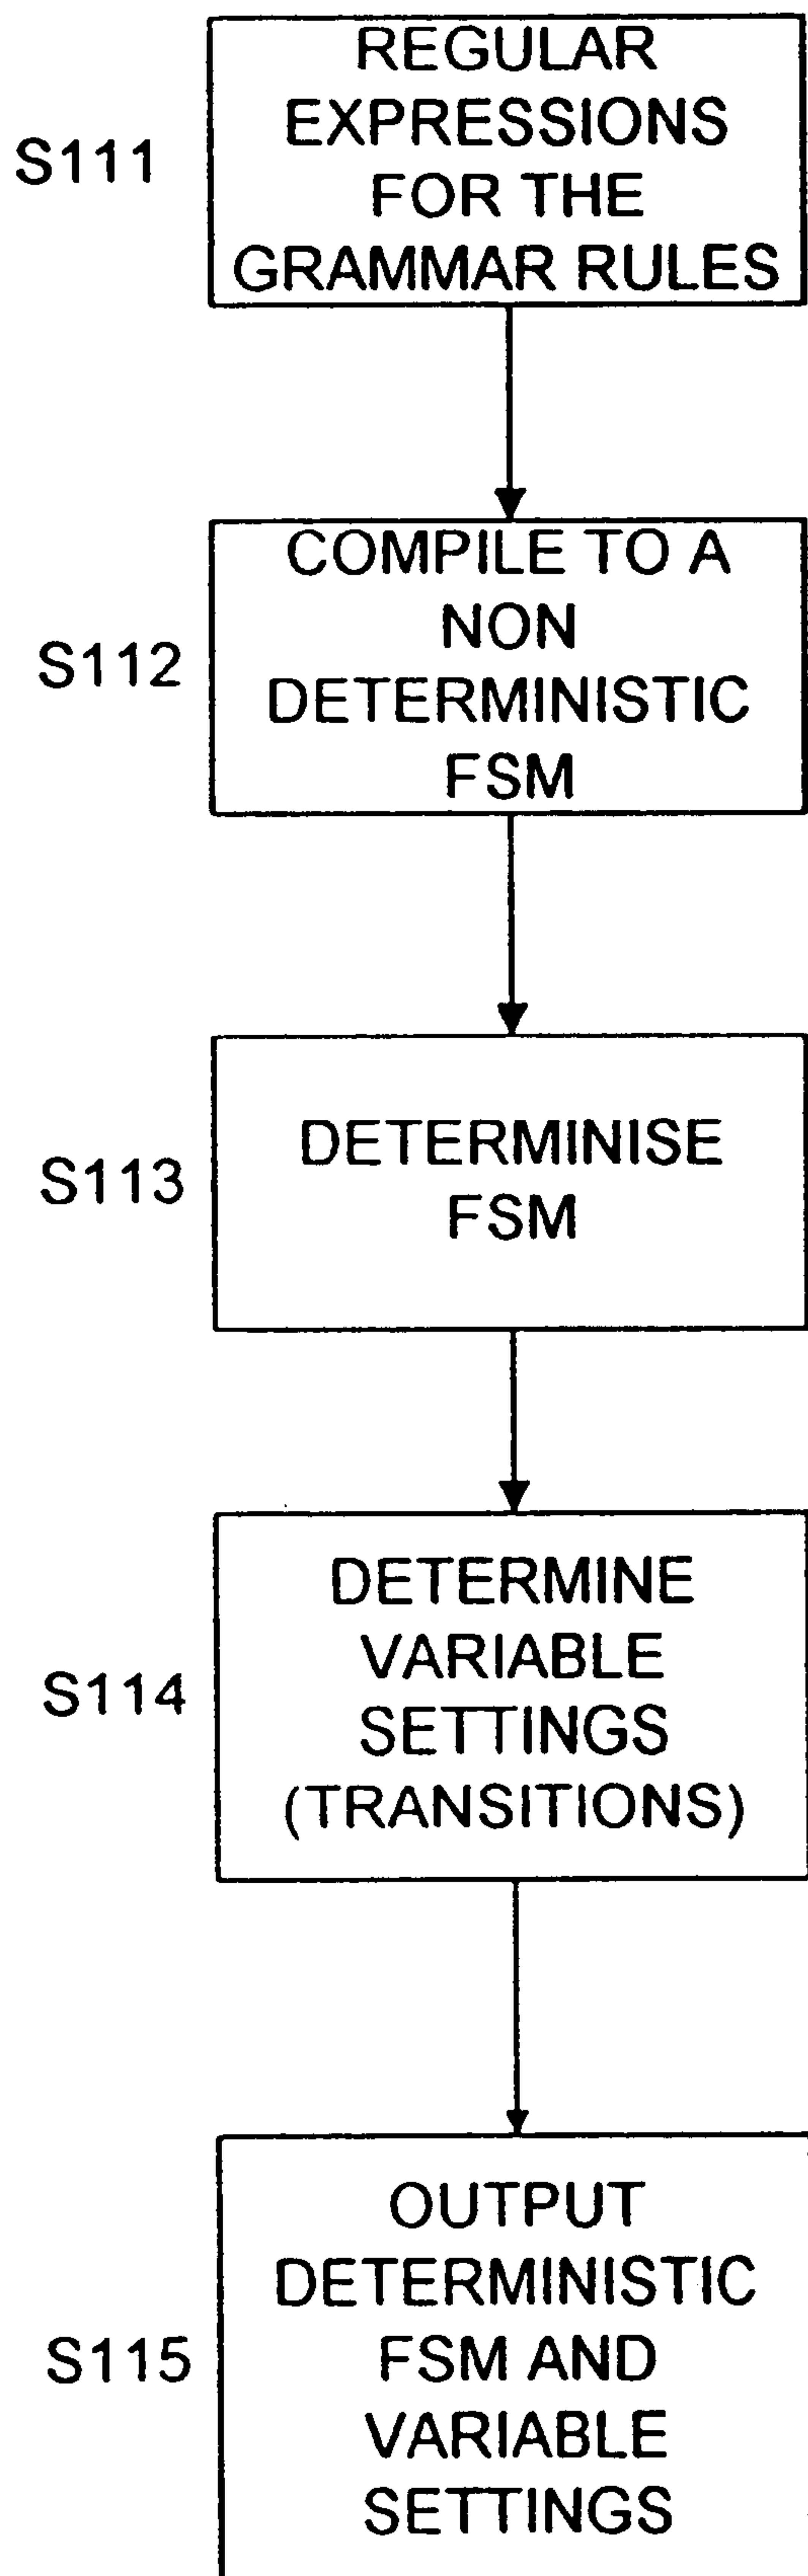 S111
REGULAR
EXPRESSIONS
FOR THE
GRAMMAR RULES
S112
COMPILE TO A
NON
DETERMINISTIC
FSM
S113
DETERMINISE
FSM
S114
DETERMINE
VARIABLE
SETTINGS
(TRANSITIONS)
S115
OUTPUT
DETERMINISTIC
FSM AND
VARIABLE
SETTINGS